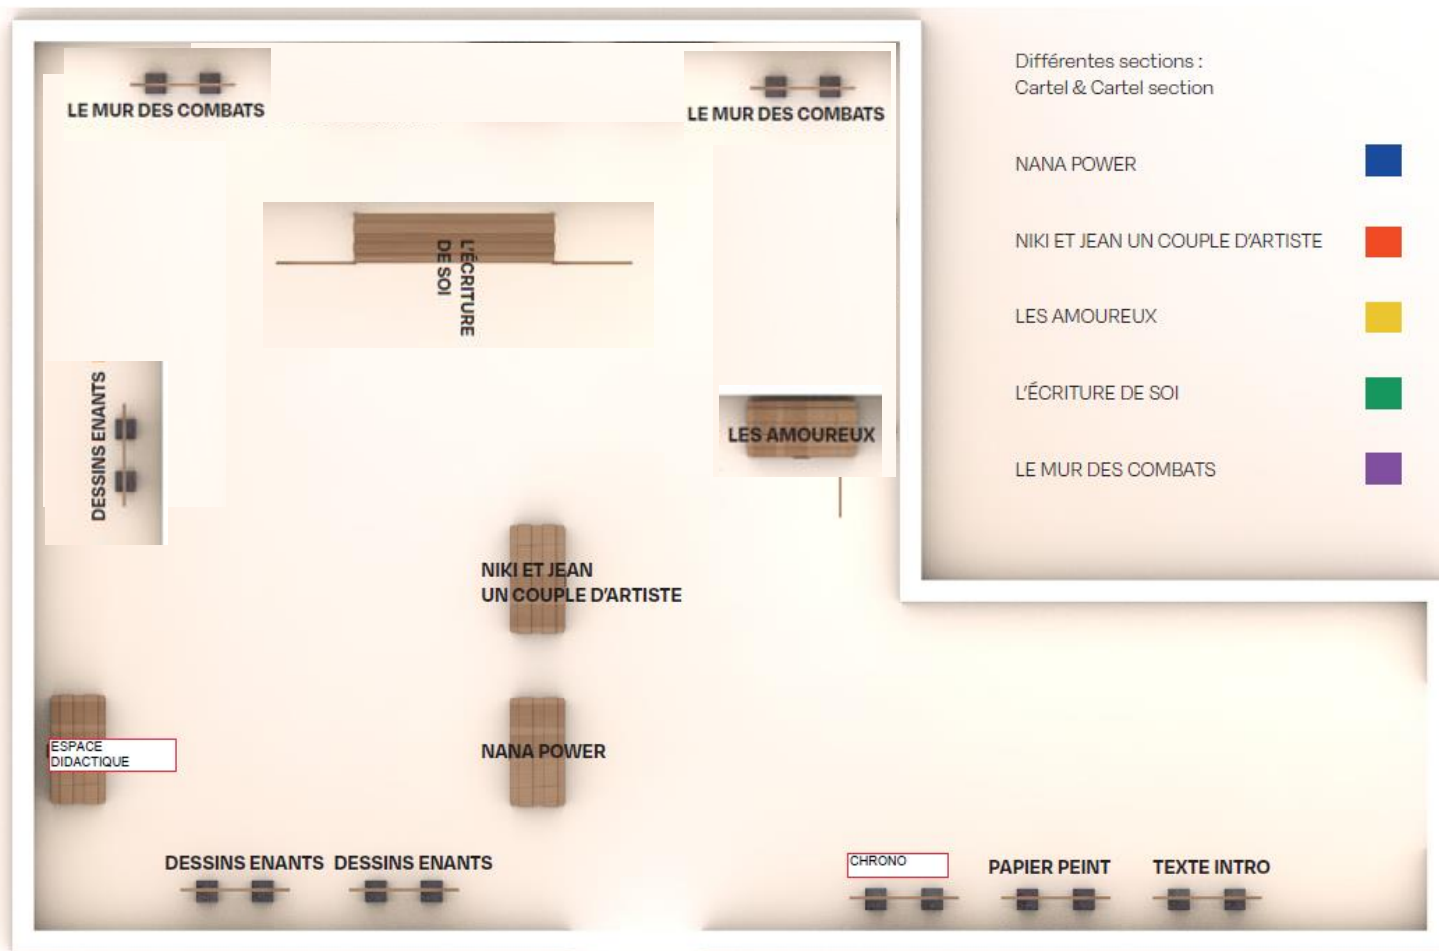 Différentes sections :
Cartel & Cartel section
NANA POWER
NIKI ET JEAN UN COUPLE D'ARTISTE
LES AMOUREUX
L'ÉCRITURE DE SOI
LE MUR DES COMBATS
LE MUR DES COMBATS
LE MUR DES COMBATS
L'ÉCRITURE
DE SOI
DESSINS ENANTS
LES AMOUREUX
NIKI ET JEAN
UN COUPLE D'ARTISTE
ESPACE
DIDACTIQUE
NANA POWER
DESSINS ENANTS
DESSINS ENANTS
CHRONO
PAPIER PEINT
TEXTE INTRO